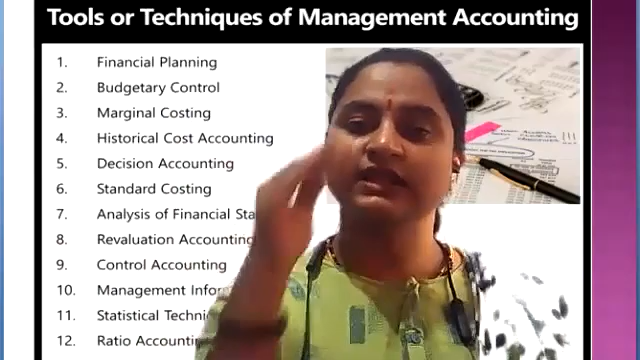 Tools or Techniques of Management Accounting
1. Financial Planning
2. Budgetary Control
3. Marginal Costing
4. Historical Cost Accounting
5. Decision Accounting
6. Standard Costing
7. Analysis of Financial
8. Revaluation Accounting
9. Control Accounting
10. Management
11. Statistical
12. Ratio